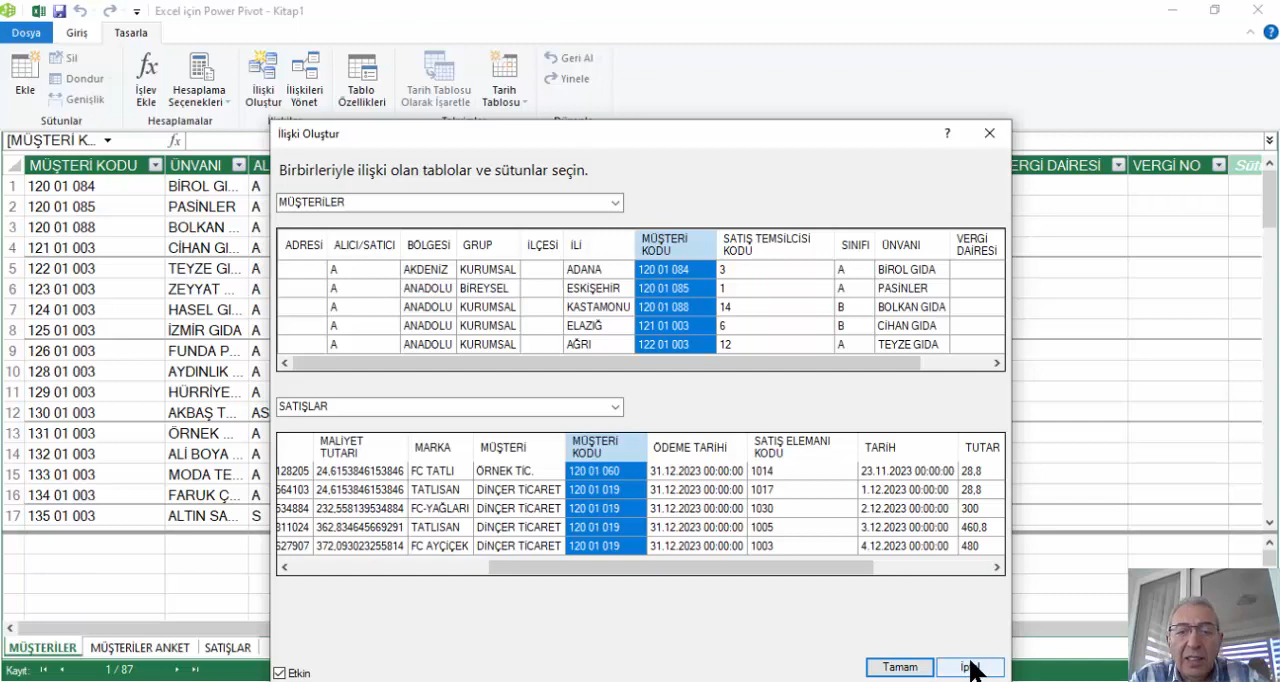 Excel için Power Pivot - Kitap1
Dosya Giriş Tasarla
Ekle
Sil
Dondur
Genişlik
İşlev Ekle
Hesaplama Seçenekleri
İlişki Oluştur
İlişkileri Yönet
Tablo Özellikleri
Tarih Tablosu Olarak İşaretle
Tarih Tablosu
Geri Al
Yinele
Sütunlar
Hesaplamalar
[MÜŞTERİ K... fx
MÜŞTERİ KODU ÜNVANI AL
1 120 01 084 BİROL GI... A
2 120 01 085 PASİNLER A
3 120 01 088 BOLKAN ... A
4 121 01 003 CİHAN GI... A
5 122 01 003 TEYZE GI... A
6 123 01 003 ZEYYAT ... A
7 124 01 003 HASEL GI... A
8 125 01 003 İZMİR GIDA A
9 126 01 003 FUNDA P... A
10 128 01 003 AYDINLIK ... A
11 129 01 003 HÜRRİYE... A
12 130 01 003 AKBAŞ T... AS
13 131 01 003 ÖRNEK ... A
14 132 01 003 ALİ BOYA ... A
15 133 01 003 MODA TE... A
16 134 01 003 FARUK Ç... A
17 135 01 003 ALTIN SA... S
ERGİ DAİRESİ VERGİ NO Süt
İlişki Oluştur ?
Birbirleriyle ilişki olan tablolar ve sütunlar seçin.
MÜŞTERİLER
ADRESİ ALICI/SATICI BÖLGESİ GRUP İLÇESİ İLİ MÜŞTERİ KODU SATIŞ TEMSİLCİSİ KODU SINIFI ÜNVANI VERGİ DAİRESİ
A AKDENİZ KURUMSAL ADANA 120 01 084 3 A BİROL GIDA
A ANADOLU BİREYSEL ESKİŞEHİR 120 01 085 1 A PASİNLER
A ANADOLU KURUMSAL KASTAMONU 120 01 088 14 B BOLKAN GIDA
A ANADOLU KURUMSAL ELAZIĞ 121 01 003 6 B CİHAN GIDA
A ANADOLU KURUMSAL AĞRI 122 01 003 12 A TEYZE GIDA
SATIŞLAR
MALİYET TUTARI MARKA MÜŞTERİ MÜŞTERİ KODU ÖDEME TARİHİ SATIŞ ELEMANI KODU TARİH TUTAR
128205 24,6153846153846 FC TATLI ÖRNEK TİC. 120 01 060 31.12.2023 00:00:00 1014 23.11.2023 00:00:00 28,8
564103 24,6153846153846 TATLISAN DİNÇER TİCARET 120 01 019 31.12.2023 00:00:00 1017 1.12.2023 00:00:00 28,8
534884 232,558139534884 FC-YAĞLARI DİNÇER TİCARET 120 01 019 31.12.2023 00:00:00 1030 2.12.2023 00:00:00 300
811024 362,834645669291 TATLISAN DİNÇER TİCARET 120 01 019 31.12.2023 00:00:00 1005 3.12.2023 00:00:00 460,8
627907 372,093023255814 FC AYÇİÇEK DİNÇER TİCARET 120 01 019 31.12.2023 00:00:00 1003 4.12.2023 00:00:00 480
Etkin
Tamam
MÜŞTERİLER MÜŞTERİLER ANKET SATIŞLAR
Kayıt: 1 / 87